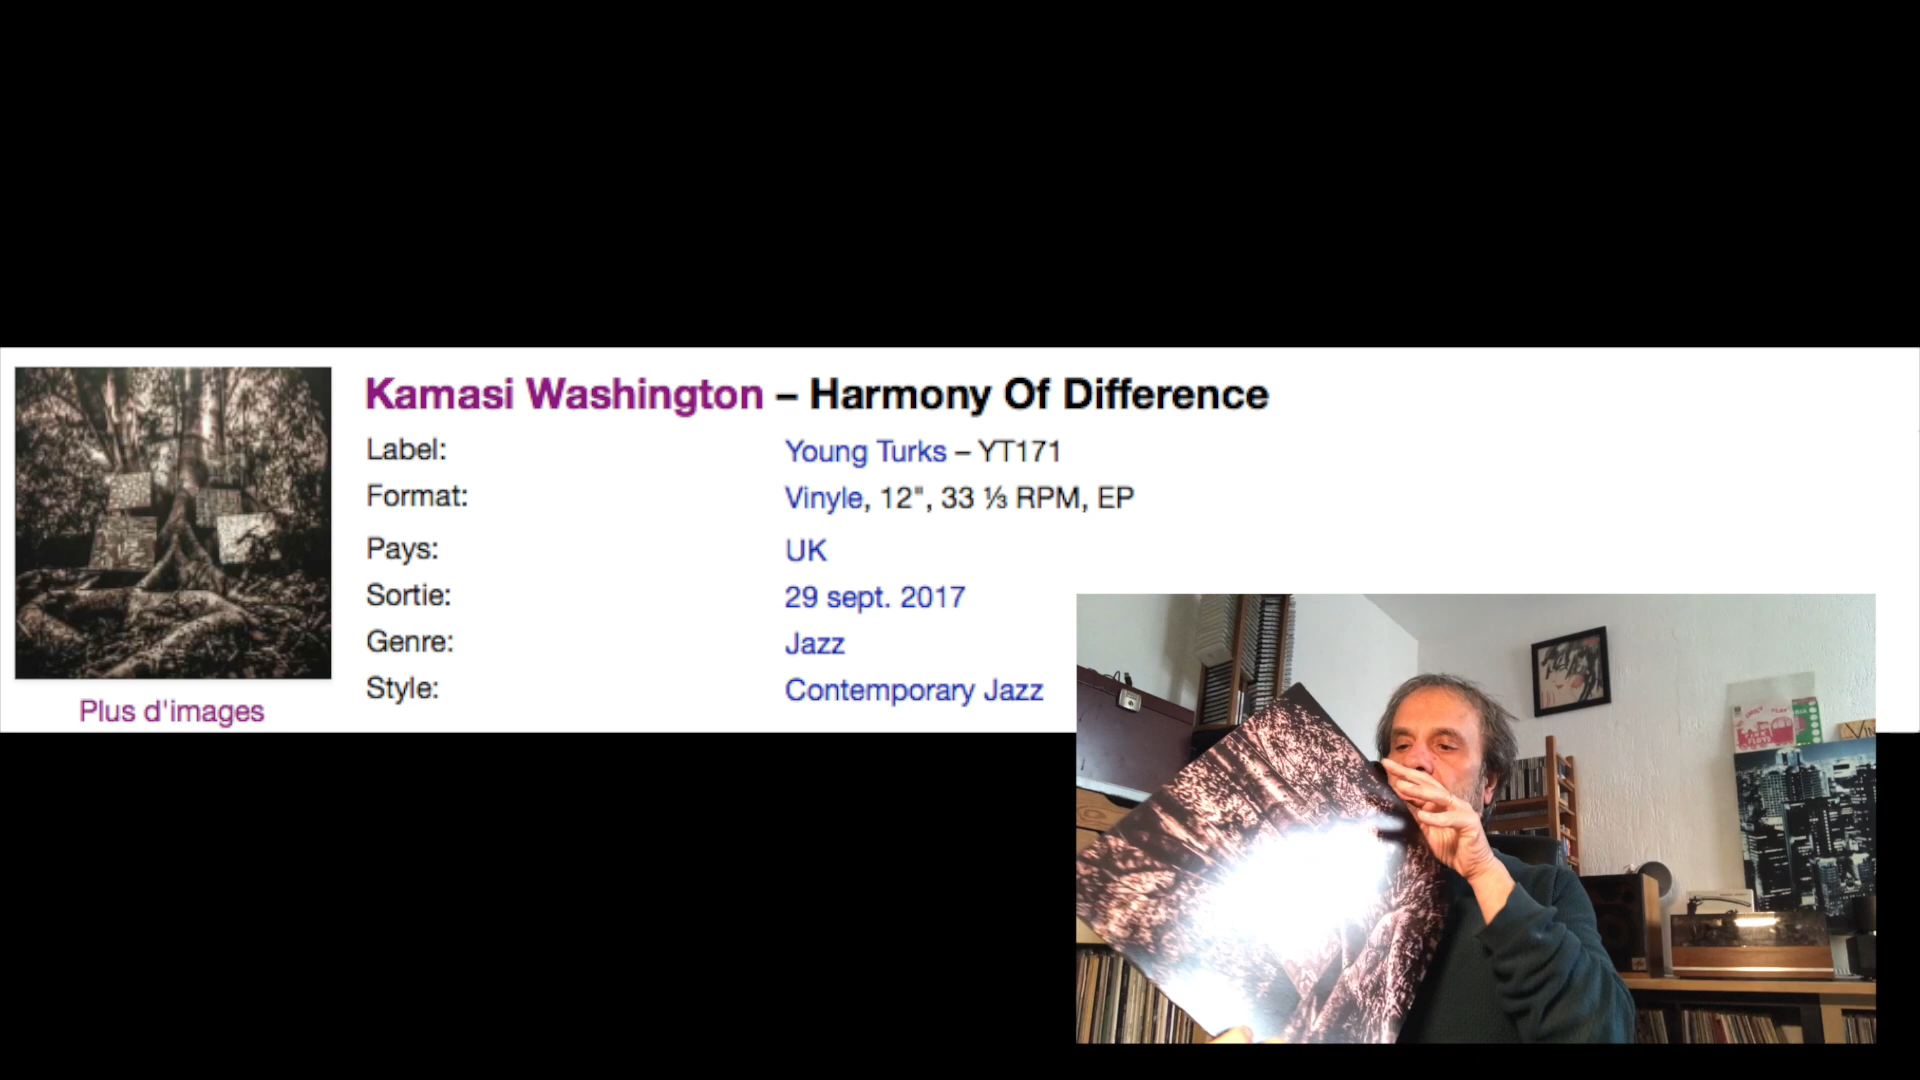 Kamasi Washington – Harmony Of Difference
Label: Young Turks – YT171
Format: Vinyle, 12", 33 ⅓ RPM, EP
Pays: UK
Sortie: 29 sept. 2017
Genre: Jazz
Style: Contemporary Jazz
Plus d'images